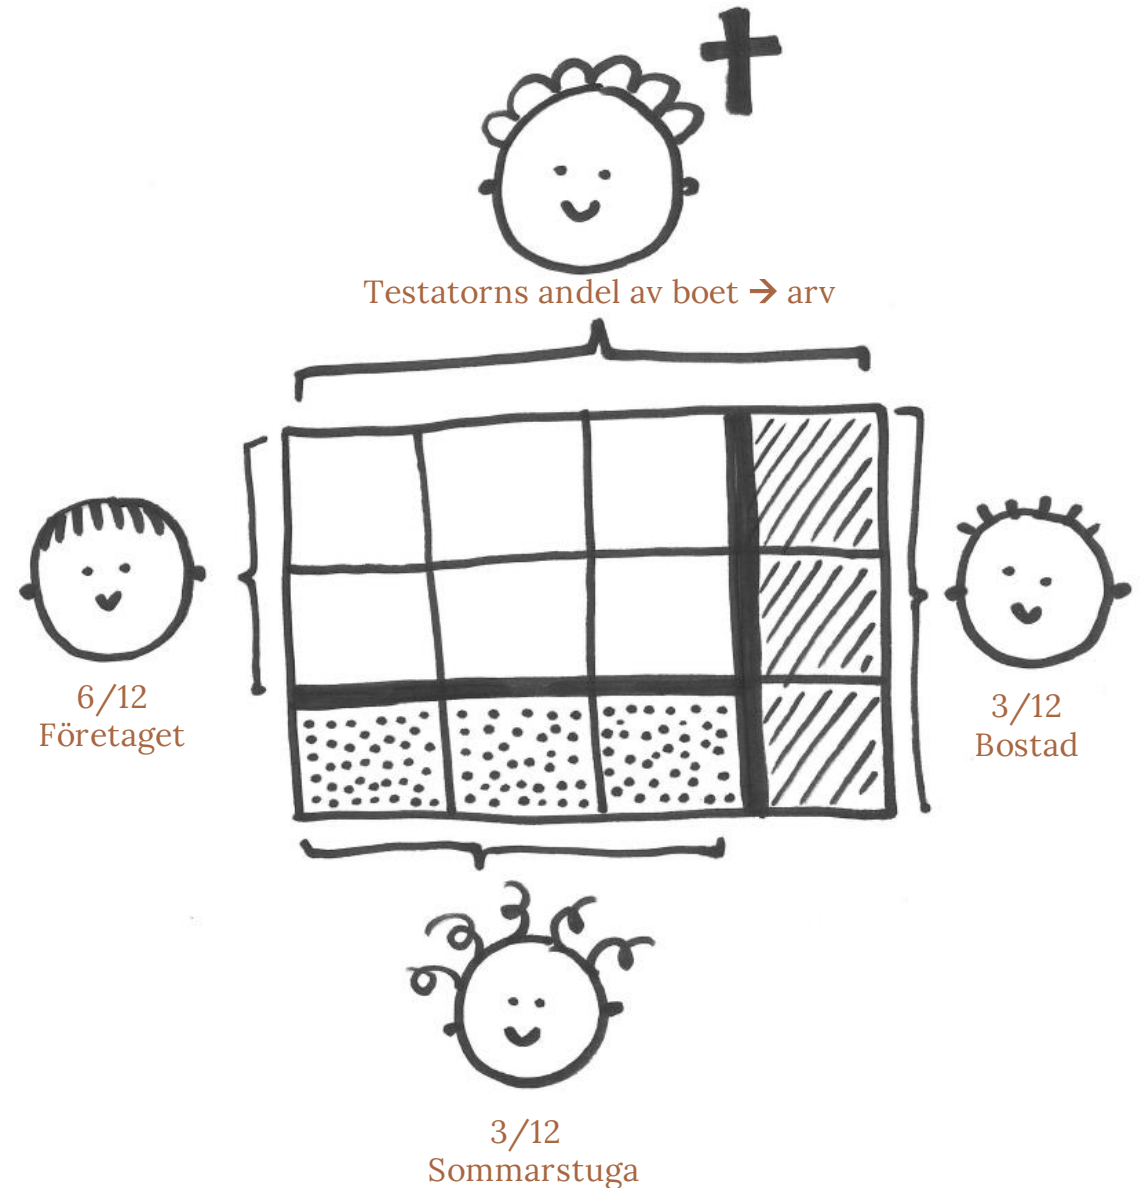 Testatorns andel av boet → arv
6/12
Företaget
3/12
Bostad
3/12
Sommarstuga